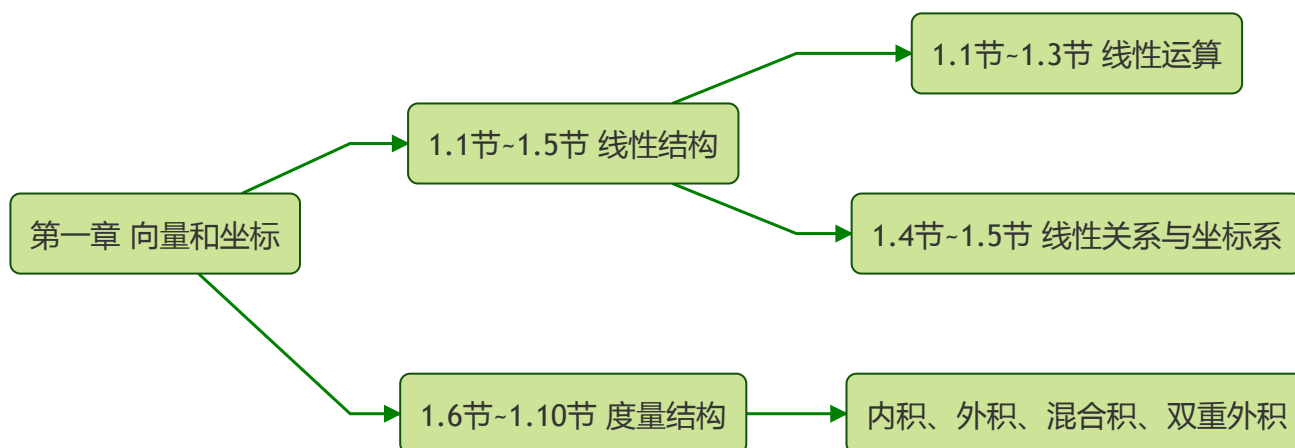 1.1节~1.3节 线性运算
1.1节~1.5节 线性结构
第一章 向量和坐标
1.4节~1.5节 线性关系与坐标系
1.6节~1.10节 度量结构
内积、外积、混合积、双重外积